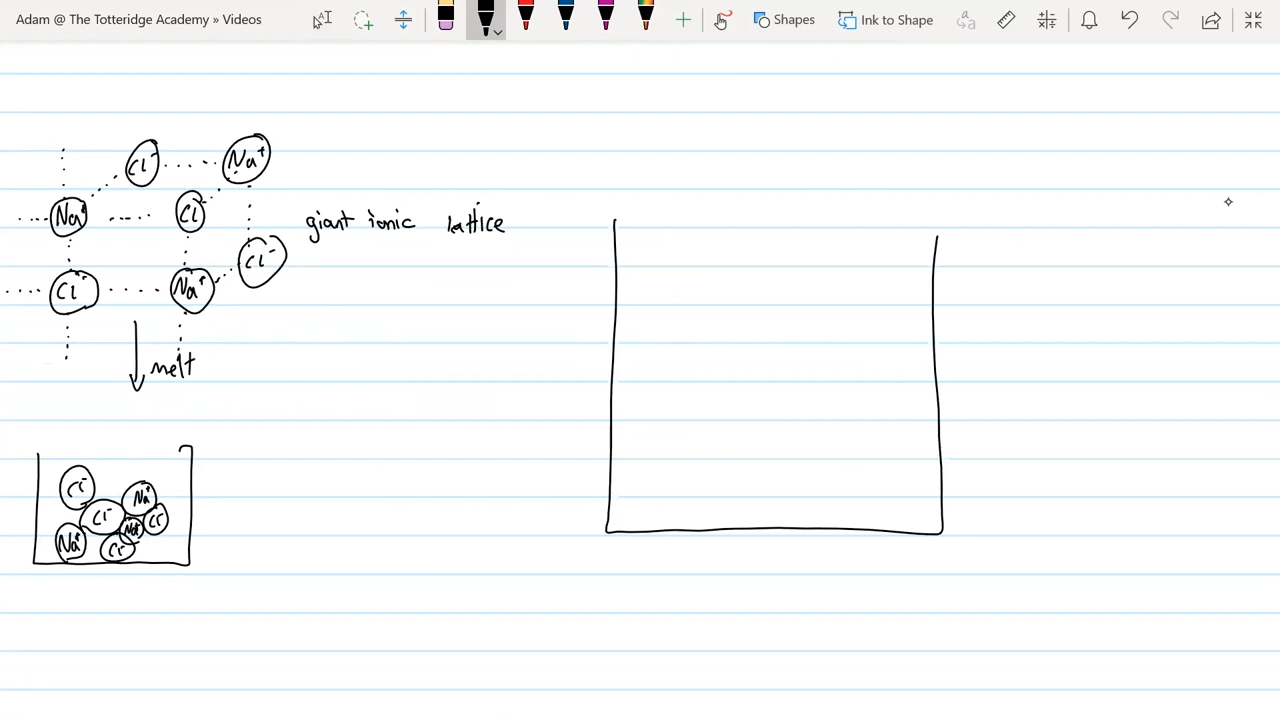 Adam @ The Totteridge Academy » Videos
Shapes
Ink to Shape
Cl⁻ Na⁺
Na⁺ Cl
giant ionic lattice
Cl⁻
Cl⁻ Na⁺
melt
Cl⁻
Na⁺
Cl⁻ Cl⁻
Na⁺
Na⁺ Cl⁻